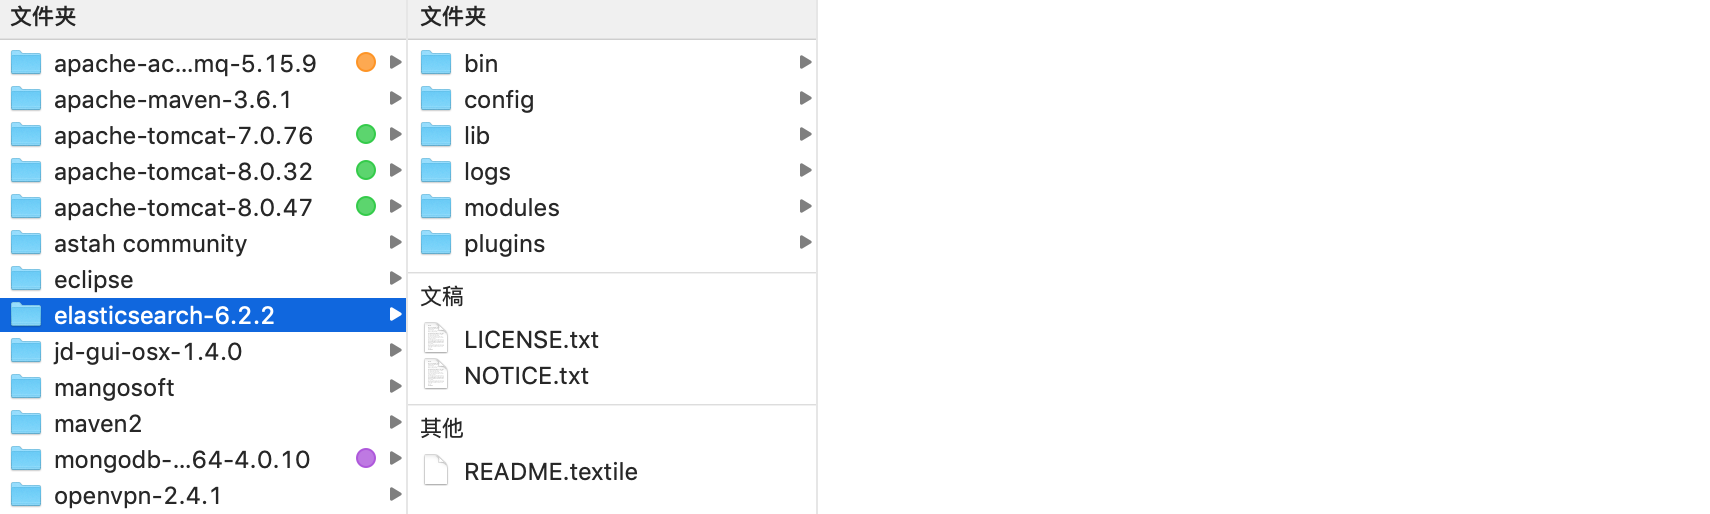 文件夹
apache-ac...mq-5.15.9
apache-maven-3.6.1
apache-tomcat-7.0.76
apache-tomcat-8.0.32
apache-tomcat-8.0.47
astah community
eclipse
elasticsearch-6.2.2
jd-gui-osx-1.4.0
mangosoft
maven2
mongodb-...64-4.0.10
openvpn-2.4.1
文件夹
bin
config
lib
logs
modules
plugins
文稿
LICENSE.txt
NOTICE.txt
其他
README.textile